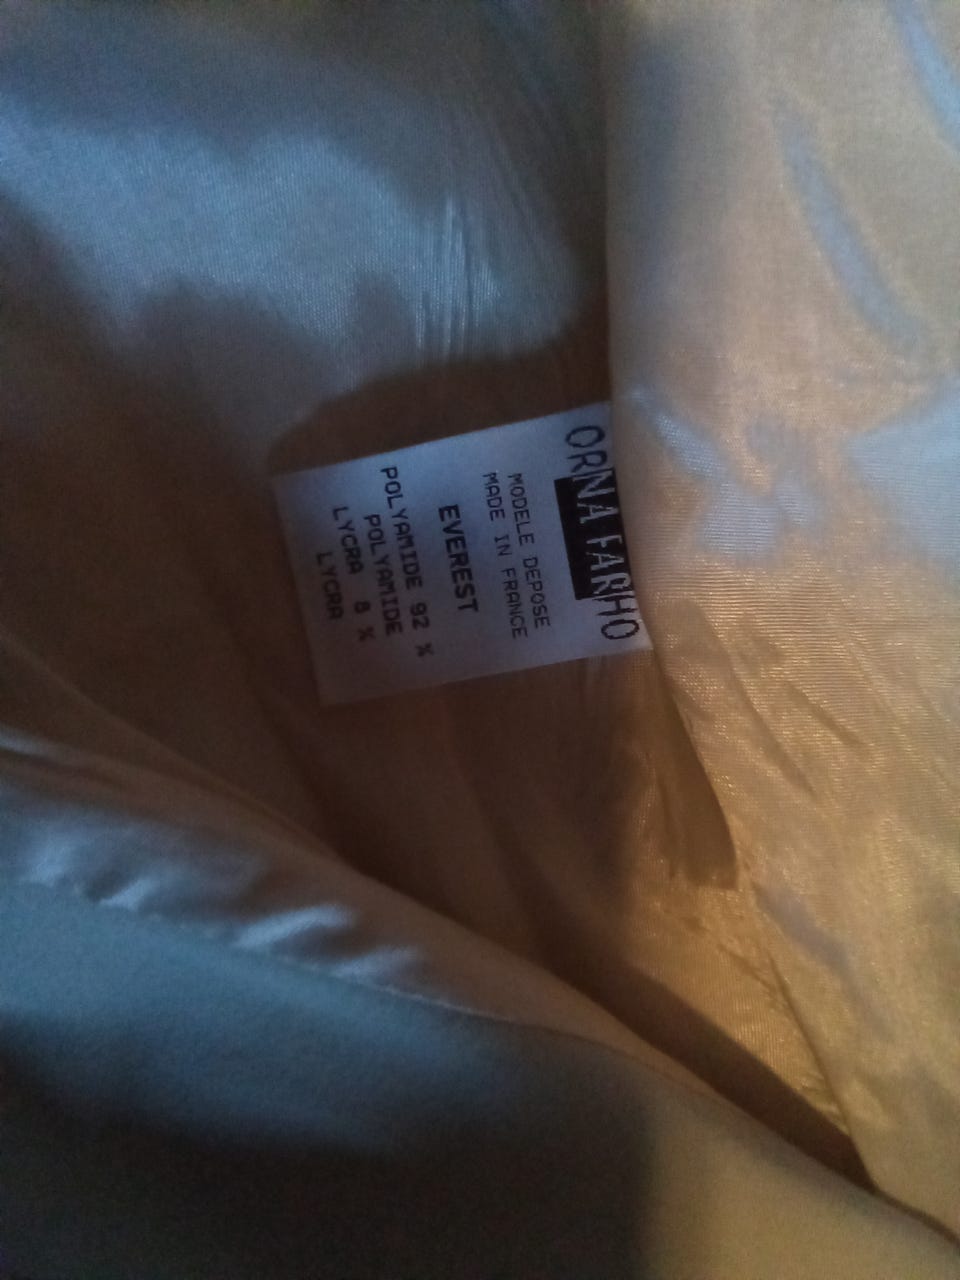 ORNA FARHO
MODELE DEPOSE
MADE IN FRANCE
EVEREST
POLYAMIDE 92 %
POLYAMIDE
LYCRA 8 %
LYCRA